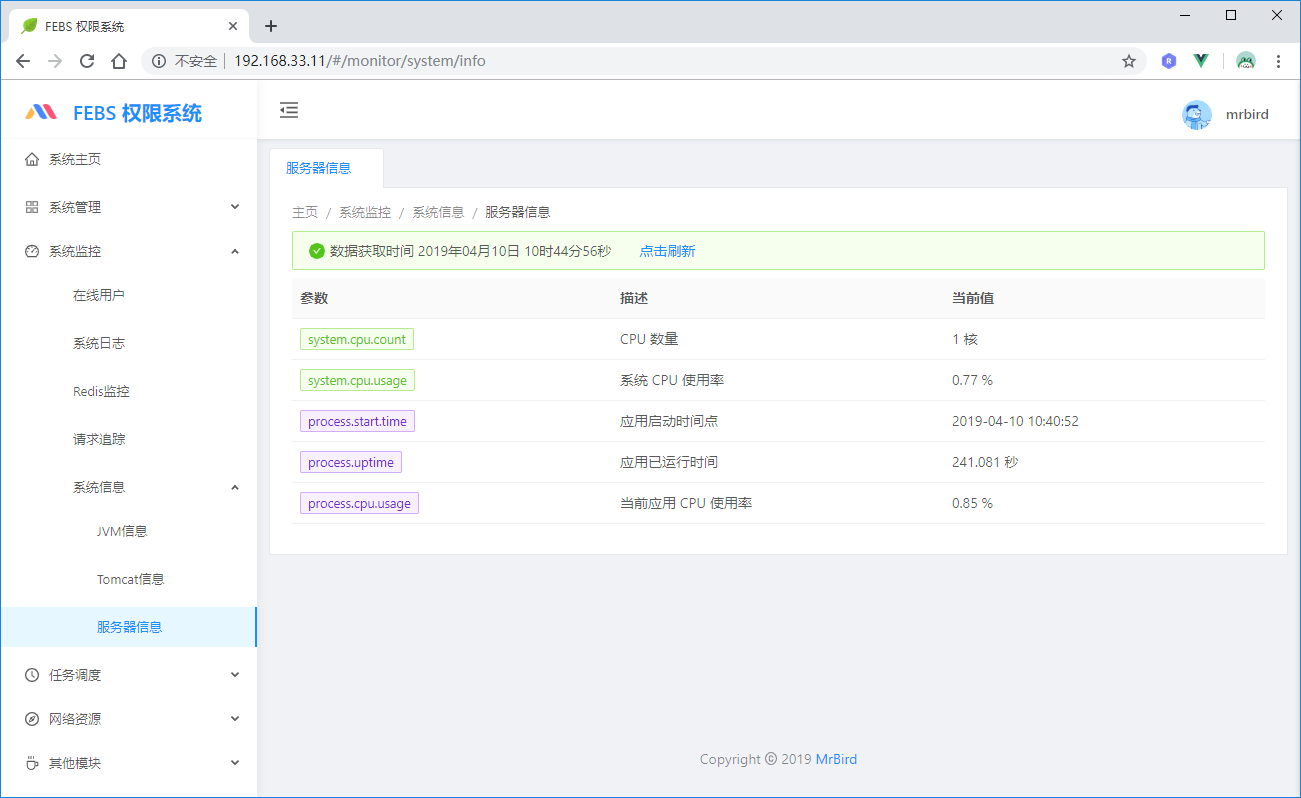 FEBS 权限系统
不安全 192.168.33.11/#/monitor/system/info
FEBS 权限系统
mrbird
系统主页
系统管理
系统监控
在线用户
系统日志
Redis监控
请求追踪
系统信息
JVM信息
Tomcat信息
服务器信息
任务调度
网络资源
其他模块
服务器信息
主页 / 系统监控 / 系统信息 / 服务器信息
数据获取时间 2019年04月10日 10时44分56秒 点击刷新
参数 描述 当前值
system.cpu.count CPU 数量 1 核
system.cpu.usage 系统 CPU 使用率 0.77 %
process.start.time 应用启动时间点 2019-04-10 10:40:52
process.uptime 应用已运行时间 241.081 秒
process.cpu.usage 当前应用 CPU 使用率 0.85 %
Copyright © 2019 MrBird